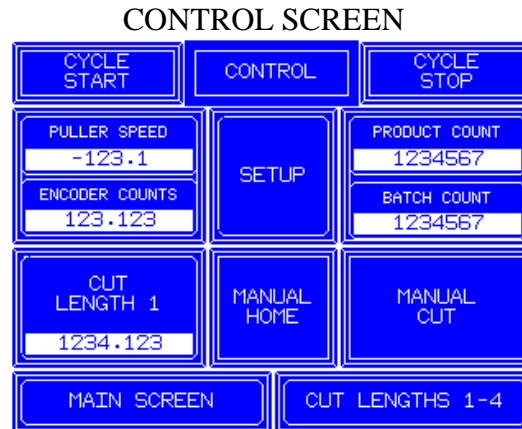 CONTROL SCREEN
CYCLE
START
CONTROL
CYCLE
STOP
PULLER SPEED
-123.1
ENCODER COUNTS
123.123
SETUP
PRODUCT COUNT
1234567
BATCH COUNT
1234567
CUT
LENGTH 1
1234.123
MANUAL
HOME
MANUAL
CUT
MAIN SCREEN
CUT LENGTHS 1-4